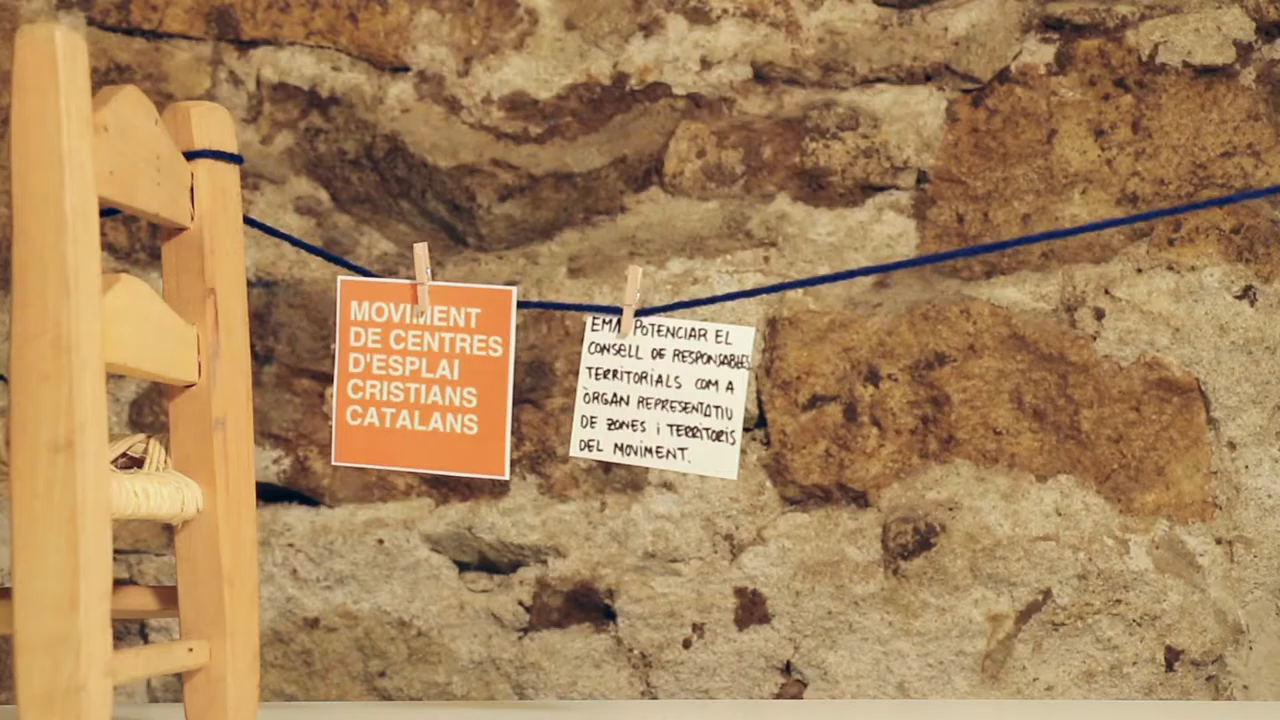 MOVIMENT
DE CENTRES
D'ESPLAI
CRISTIANS
CATALANS
POTENCIAR EL
CONSELL DE RESPONSABLES
TERRITORIALS COM A
ÒRGAN REPRESENTATIU
DE ZONES i TERRITORIS
DEL MOVIMENT.